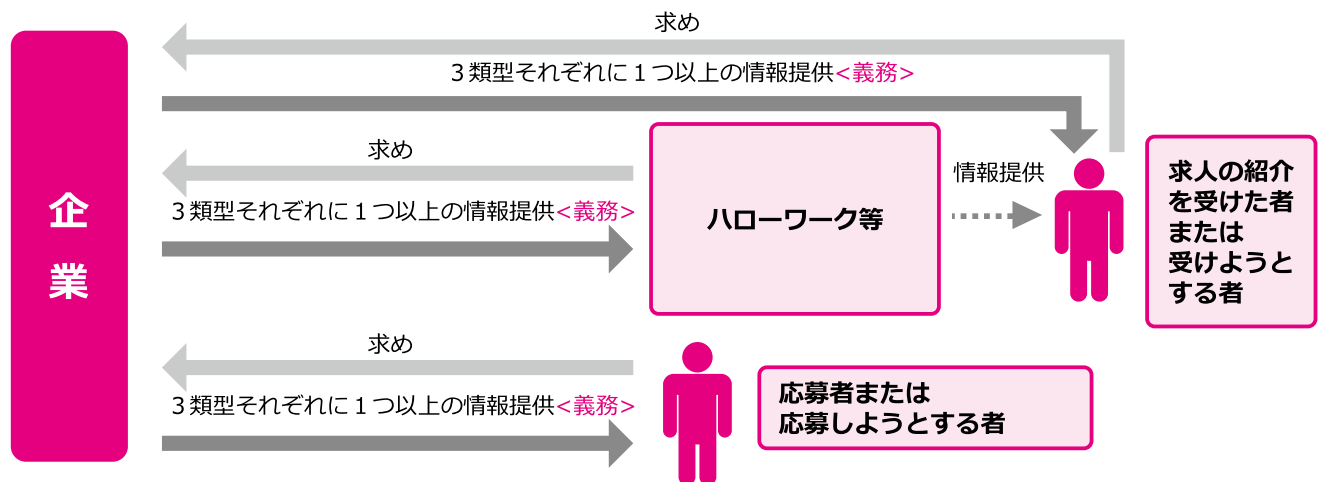 求め
３類型それぞれに１つ以上の情報提供<義務>
企業
求め
３類型それぞれに１つ以上の情報提供<義務>
ハローワーク等
情報提供
求人の紹介
を受けた者
または
受けようと
する者
求め
３類型それぞれに１つ以上の情報提供<義務>
応募者または
応募しようとする者